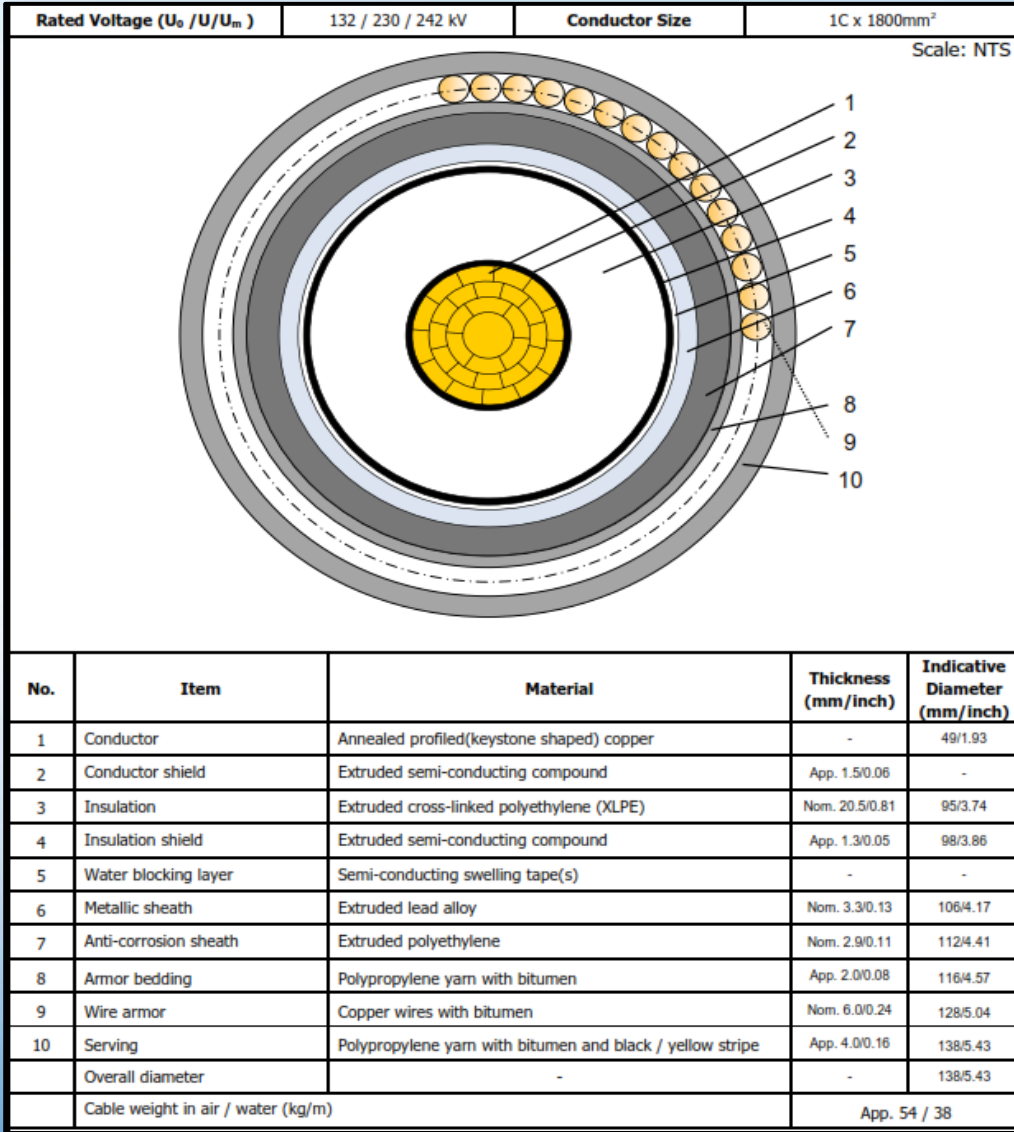 Rated Voltage (U₀ /U/Uₘ ) 132 / 230 / 242 kV Conductor Size 1C x 1800mm²
Scale: NTS
1
2
3
4
5
6
7
8
9
10
No. Item Material Thickness (mm/inch) Indicative Diameter (mm/inch)
1 Conductor Annealed profiled(keystone shaped) copper - 49/1.93
2 Conductor shield Extruded semi-conducting compound App. 1.5/0.06 -
3 Insulation Extruded cross-linked polyethylene (XLPE) Nom. 20.5/0.81 95/3.74
4 Insulation shield Extruded semi-conducting compound App. 1.3/0.05 98/3.86
5 Water blocking layer Semi-conducting swelling tape(s) - -
6 Metallic sheath Extruded lead alloy Nom. 3.3/0.13 106/4.17
7 Anti-corrosion sheath Extruded polyethylene Nom. 2.9/0.11 112/4.41
8 Armor bedding Polypropylene yarn with bitumen App. 2.0/0.08 116/4.57
9 Wire armor Copper wires with bitumen Nom. 6.0/0.24 128/5.04
10 Serving Polypropylene yarn with bitumen and black / yellow stripe App. 4.0/0.16 138/5.43
Overall diameter - - 138/5.43
Cable weight in air / water (kg/m) App. 54 / 38